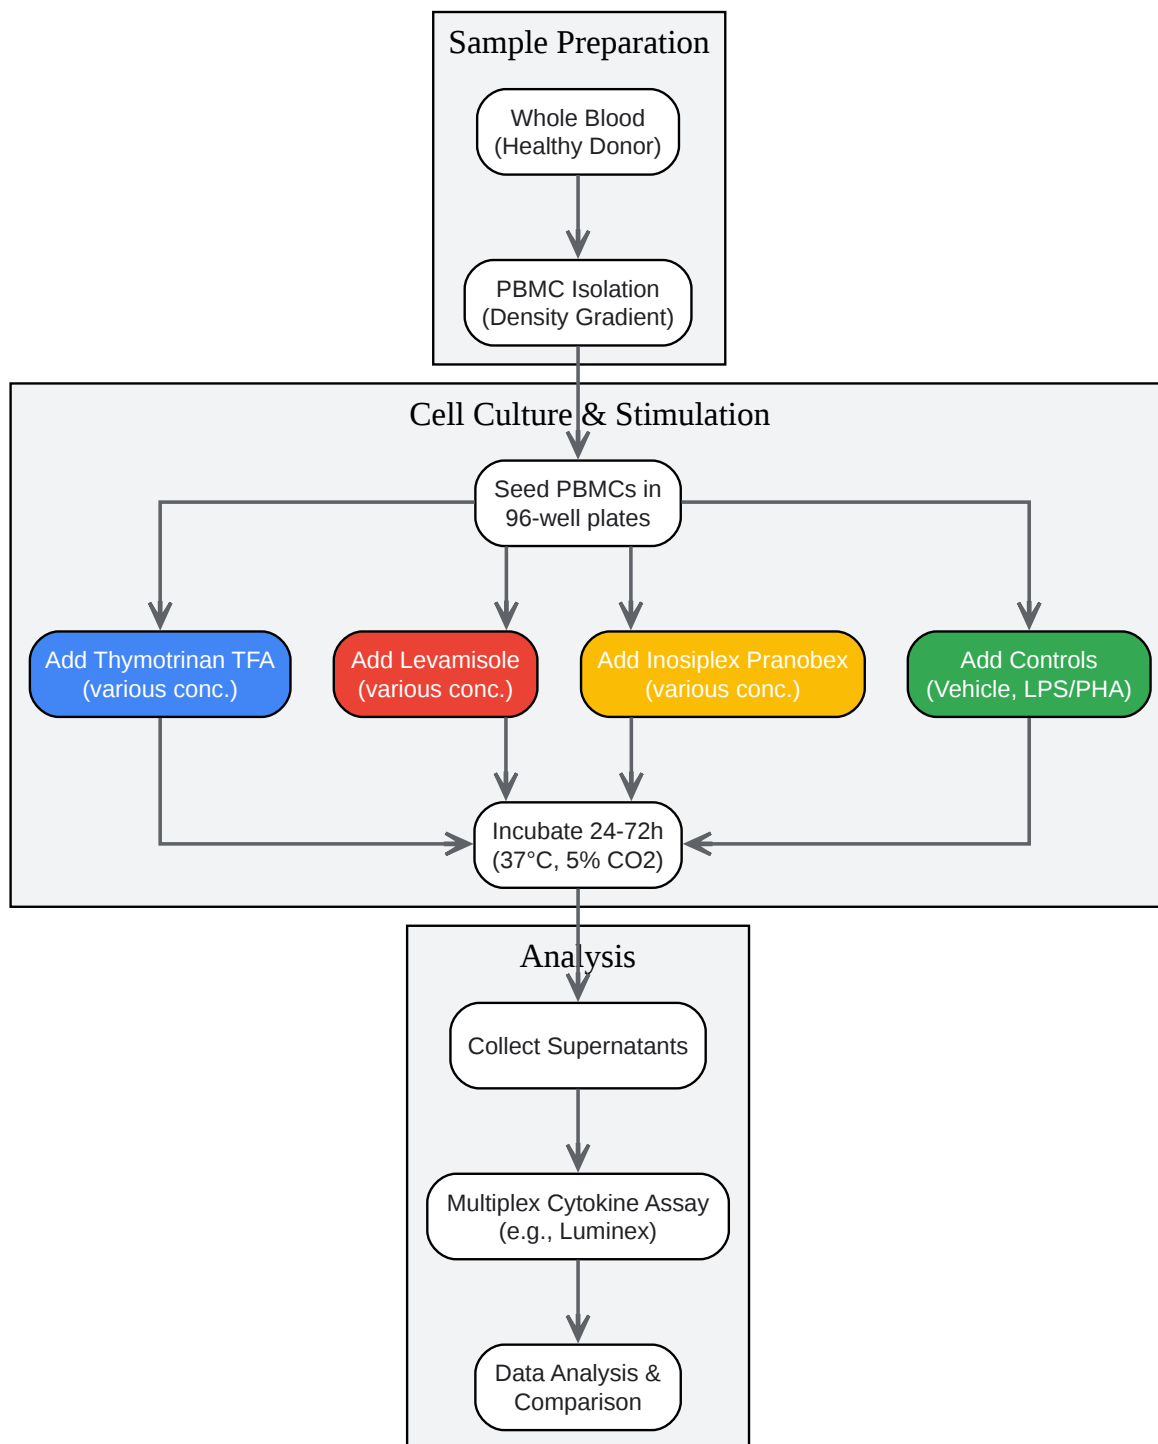 Sample Preparation
Whole Blood
(Healthy Donor)
PBMC Isolation
(Density Gradient)
Cell Culture & Stimulation
Seed PBMCs in
96-well plates
Add Thymotrinan TFA
(various conc.)
Add Levamisole
(various conc.)
Add Inosiplex Pranobex
(various conc.)
Add Controls
(Vehicle, LPS/PHA)
Incubate 24-72h
(37°C, 5% CO2)
Analysis
Collect Supernatants
Multiplex Cytokine Assay
(e.g., Luminex)
Data Analysis &
Comparison